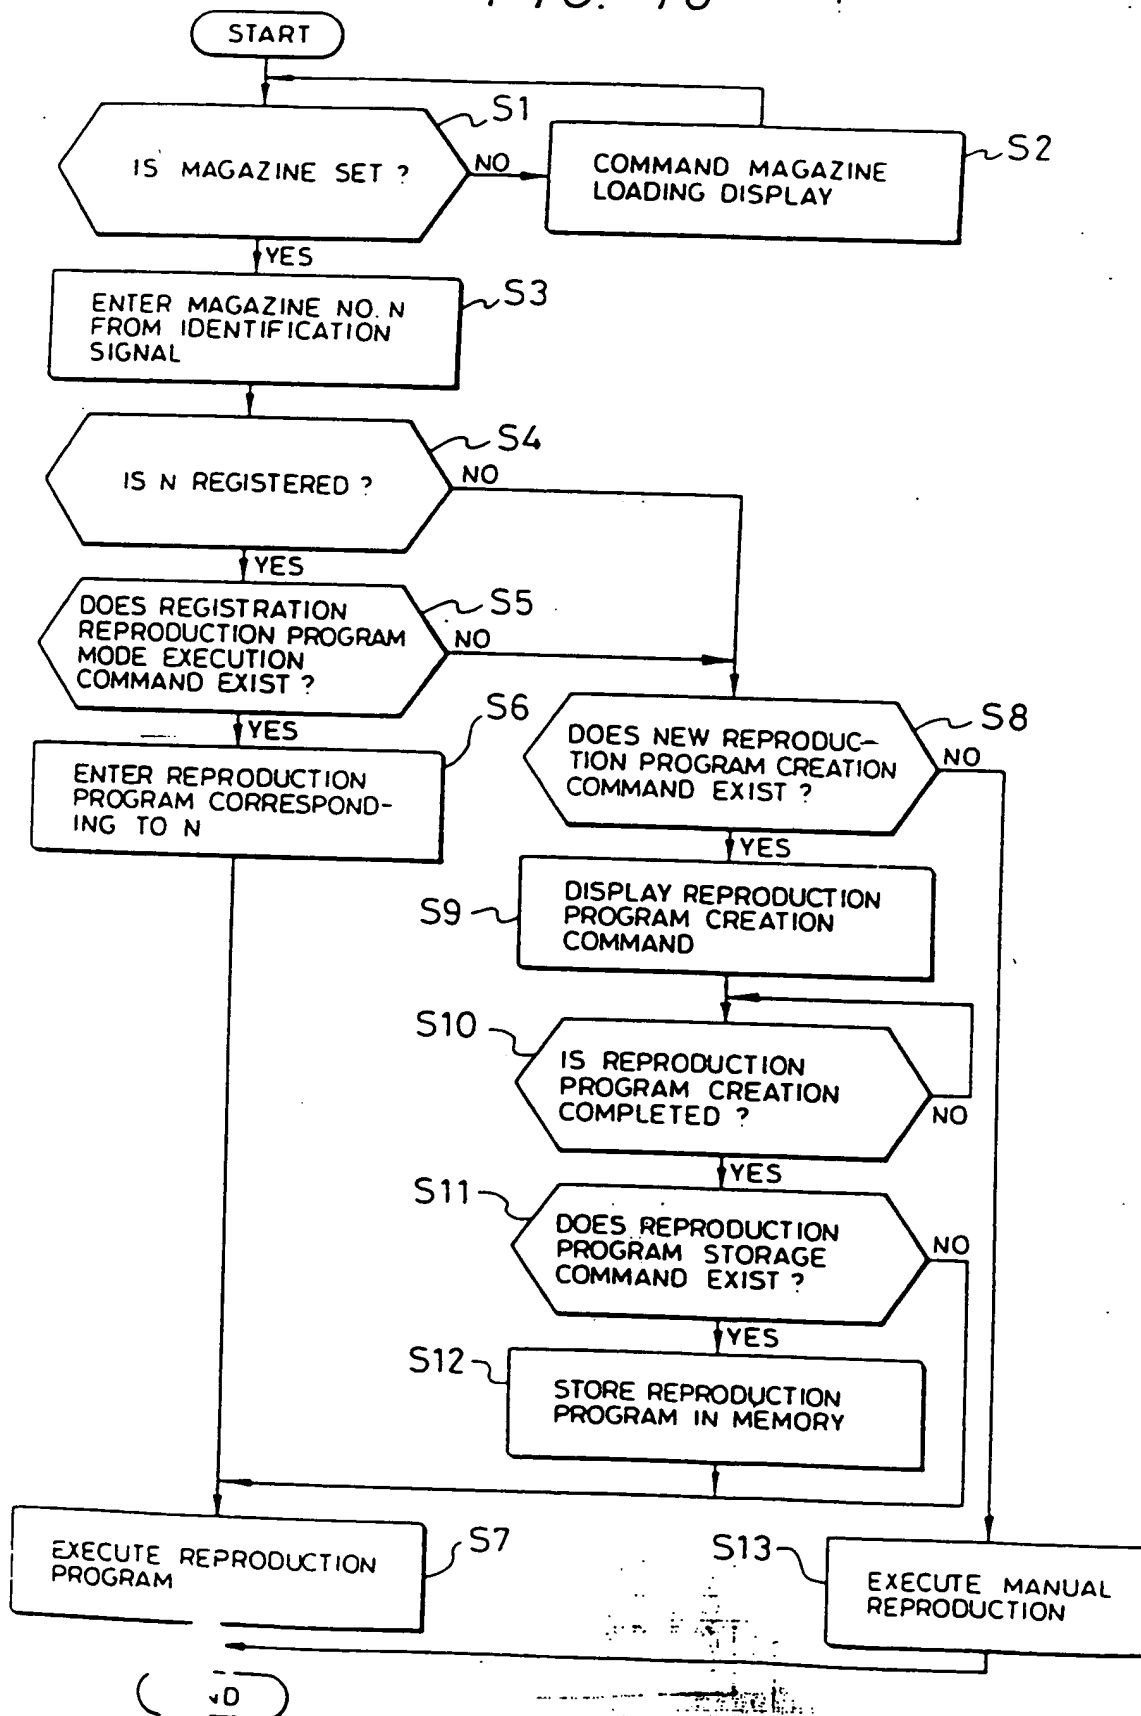 START
S1
IS MAGAZINE SET ?
NO
COMMAND MAGAZINE
LOADING DISPLAY
S2
YES
ENTER MAGAZINE NO. N
FROM IDENTIFICATION
SIGNAL
S3
S4
IS N REGISTERED ?
NO
YES
DOES REGISTRATION
REPRODUCTION PROGRAM
MODE EXECUTION
COMMAND EXIST ?
S5
NO
YES
S6
ENTER REPRODUCTION
PROGRAM CORRESPOND-
ING TO N
S8
DOES NEW REPRODUC-
TION PROGRAM CREATION
COMMAND EXIST ?
NO
YES
S9
DISPLAY REPRODUCTION
PROGRAM CREATION
COMMAND
S10
IS REPRODUCTION
PROGRAM CREATION
COMPLETED ?
NO
YES
S11
DOES REPRODUCTION
PROGRAM STORAGE
COMMAND EXIST ?
NO
YES
S12
STORE REPRODUCTION
PROGRAM IN MEMORY
EXECUTE REPRODUCTION
PROGRAM
S7
S13
EXECUTE MANUAL
REPRODUCTION